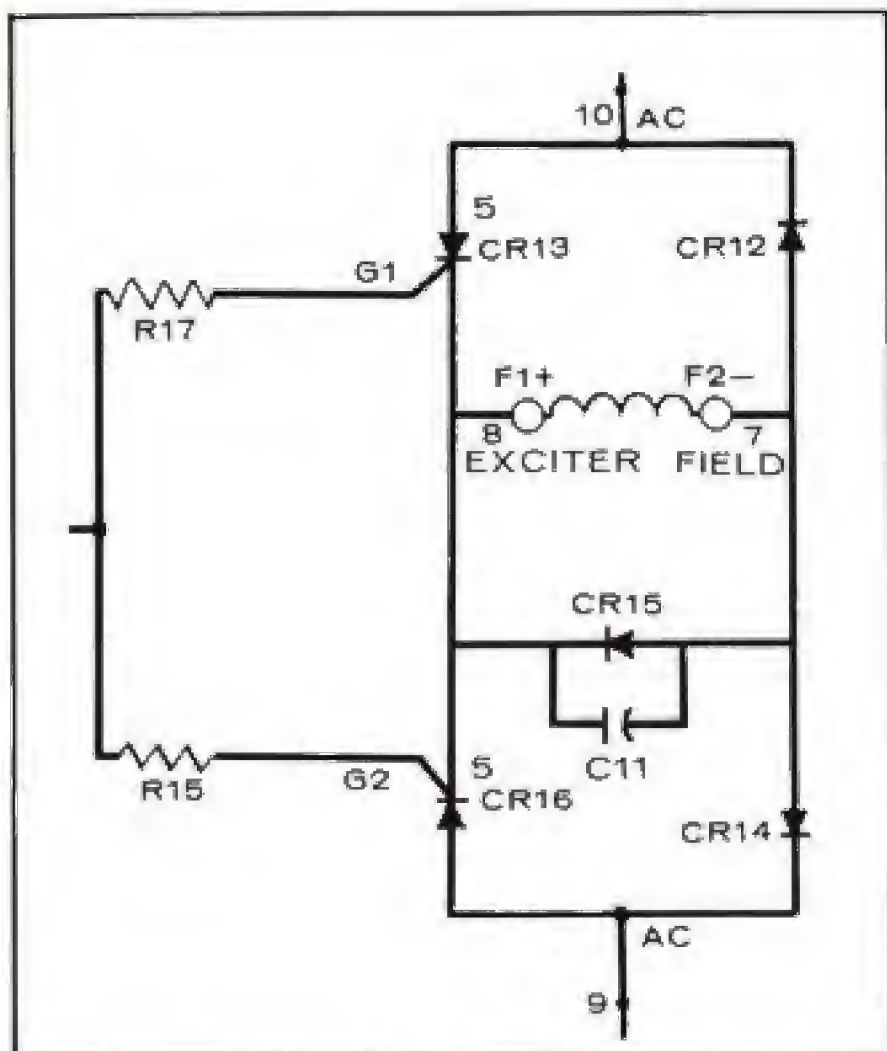 10 AC
5
CR13
CR12
G1
R17
F1+ F2−
8 7
EXCITER FIELD
CR15
C11
5
CR16
R15
G2
CR14
AC
9